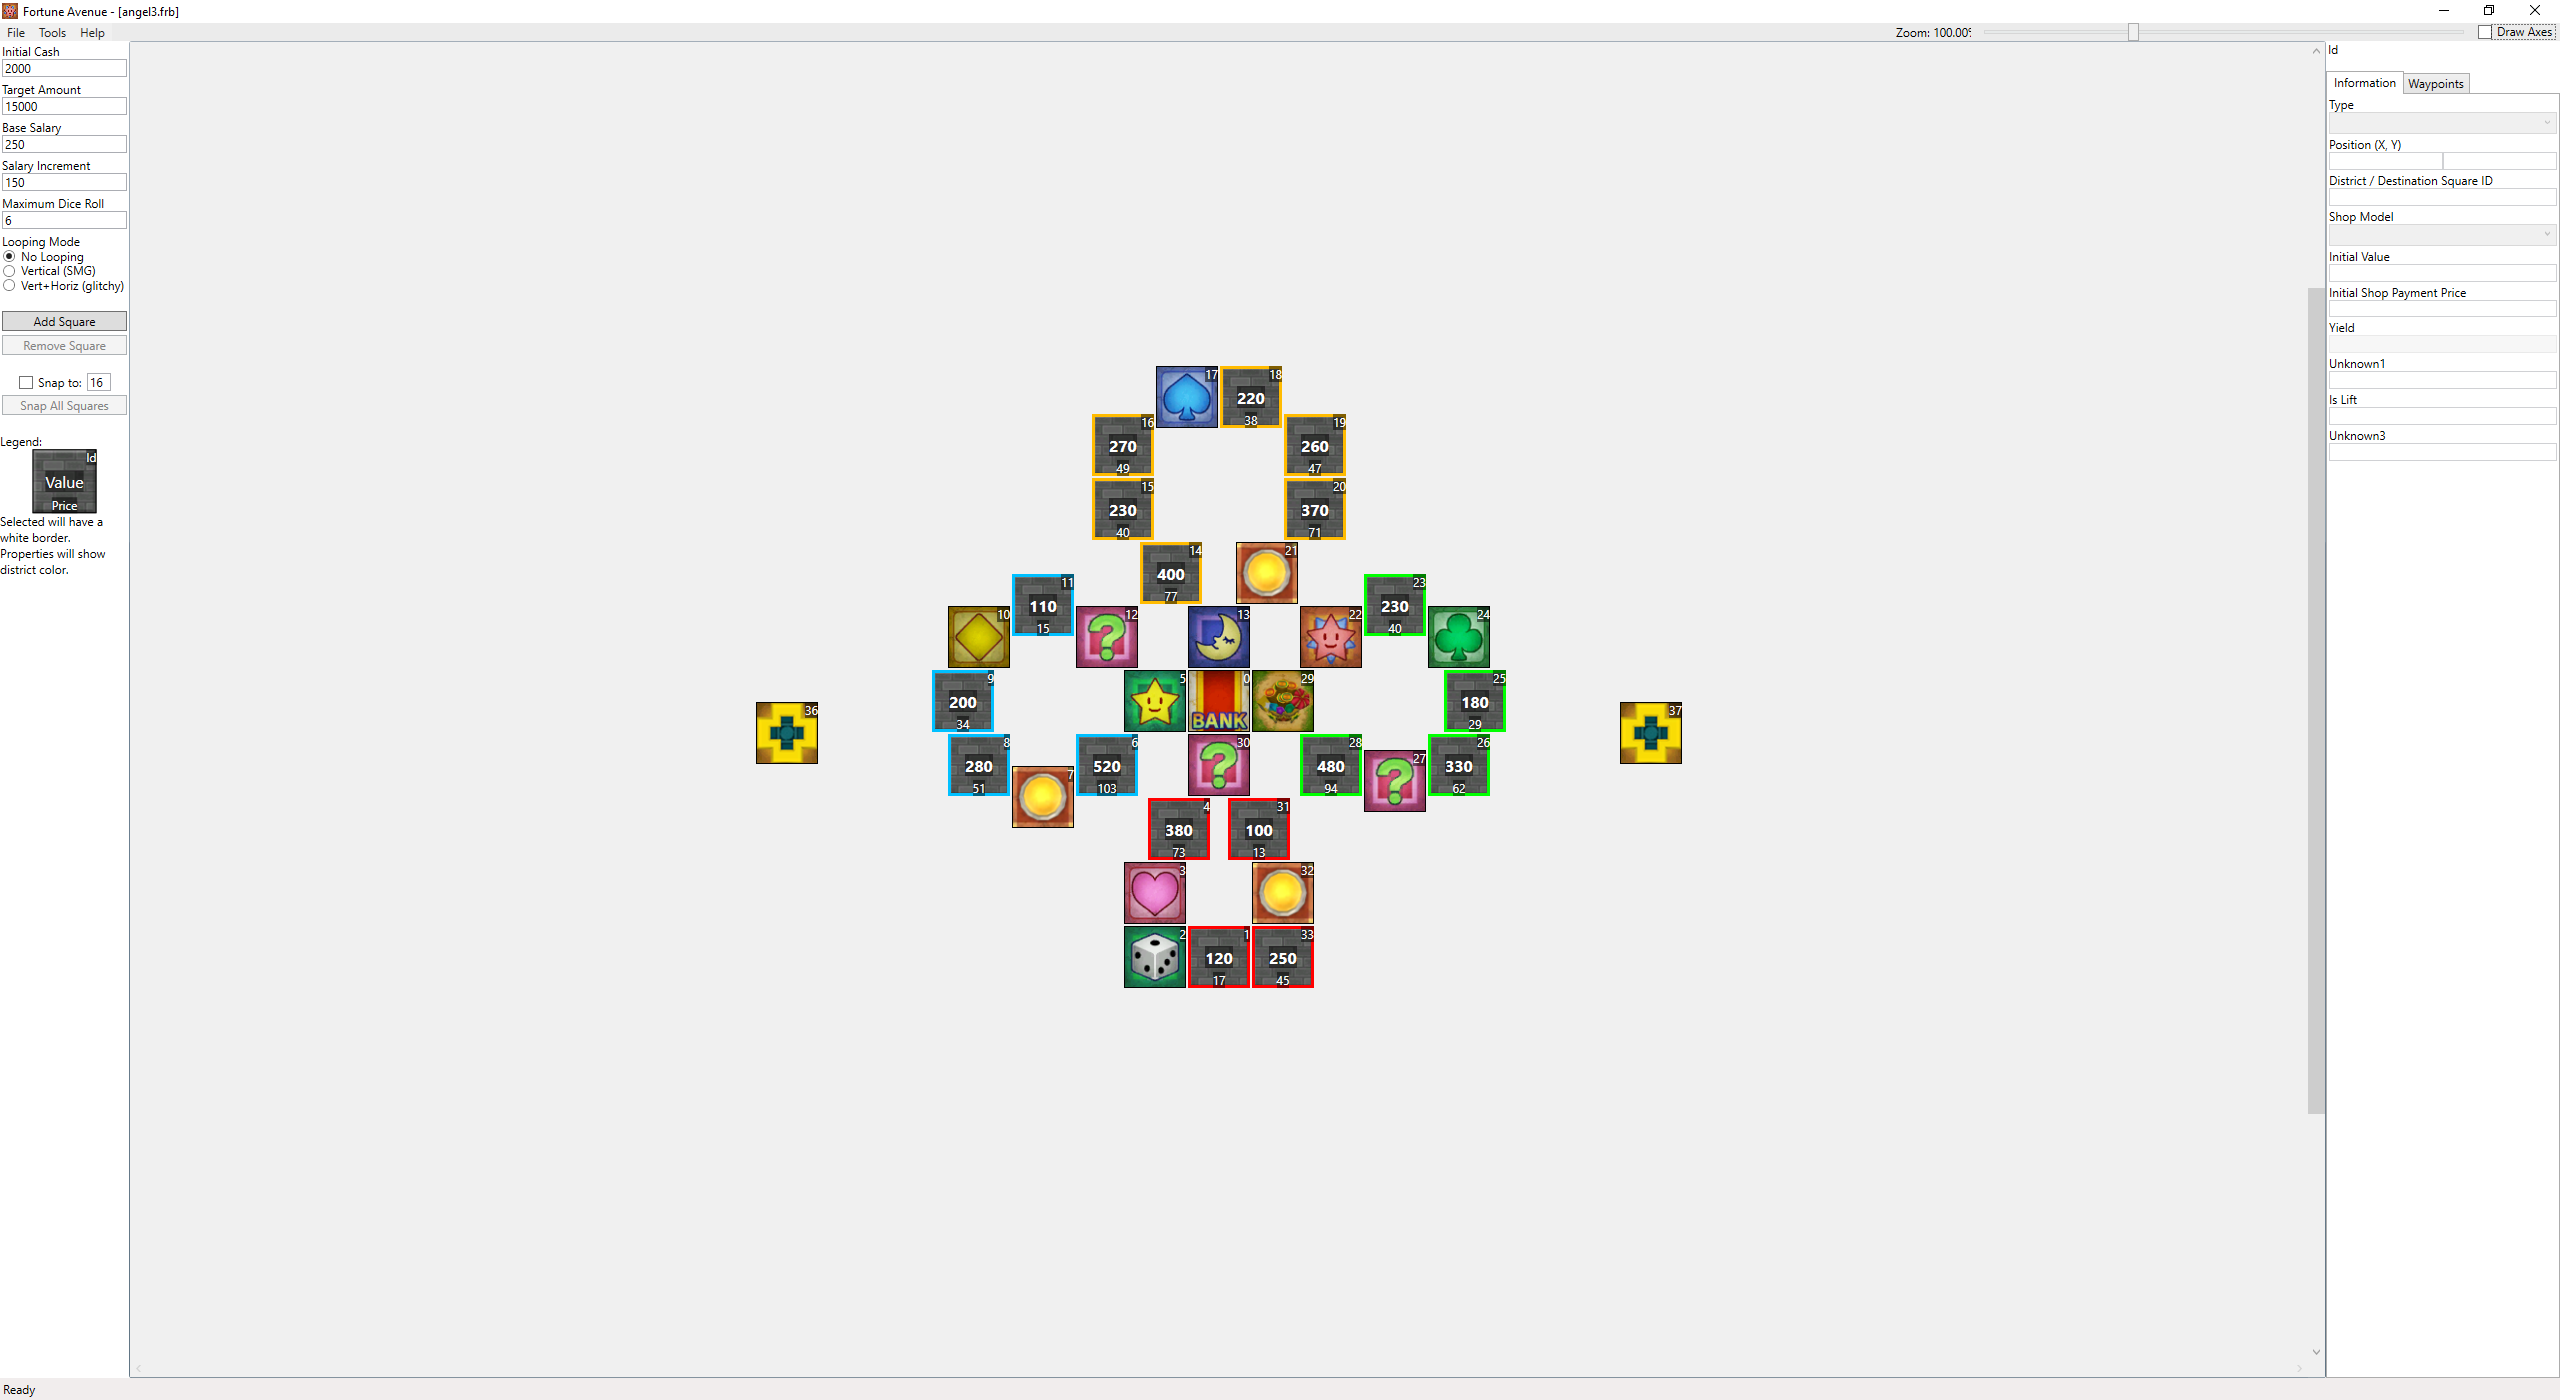 Fortune Avenue - [angel3.frb]
File Tools Help
Zoom: 100.00%
Draw Axes
Initial Cash
2000
Target Amount
15000
Base Salary
250
Salary Increment
150
Maximum Dice Roll
6
Looping Mode
No Looping
Vertical (SMG)
Vert+Horiz (glitchy)
Add Square
Remove Square
Snap to: 16
Snap All Squares
Legend:
Id
Value
Price
Selected will have a
white border.
Properties will show
district color.
17
18
220
38
16
270
49
19
260
47
15
230
40
20
370
71
14
400
77
21
11
110
15
23
230
40
10
12
13
22
24
9
200
34
5
0
BANK
29
25
180
29
36
37
8
280
51
7
6
520
103
30
28
480
94
27
26
330
62
4
380
73
31
100
13
3
32
2
1
120
17
33
250
45
Id
Information Waypoints
Type
Position (X, Y)
District / Destination Square ID
Shop Model
Initial Value
Initial Shop Payment Price
Yield
Unknown1
Is Lift
Unknown3
Ready